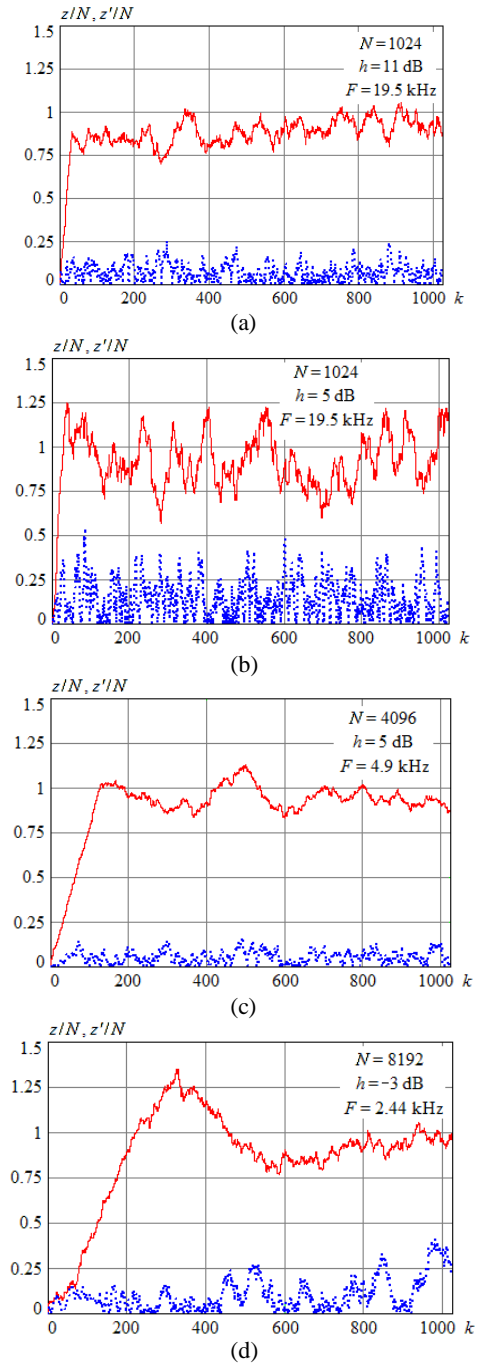 z/N, z′/N
1.5
1.25
1
0.75
0.5
0.25
0
N = 1024
h = 11 dB
F = 19.5 kHz
0 200 400 600 800 1000 k
(a)
z/N, z′/N
1.5
1.25
1
0.75
0.5
0.25
0
N = 1024
h = 5 dB
F = 19.5 kHz
0 200 400 600 800 1000 k
(b)
z/N, z′/N
1.5
1.25
1
0.75
0.5
0.25
0
N = 4096
h = 5 dB
F = 4.9 kHz
0 200 400 600 800 1000 k
(c)
z/N, z′/N
1.5
1.25
1
0.75
0.5
0.25
0
N = 8192
h = −3 dB
F = 2.44 kHz
0 200 400 600 800 1000 k
(d)